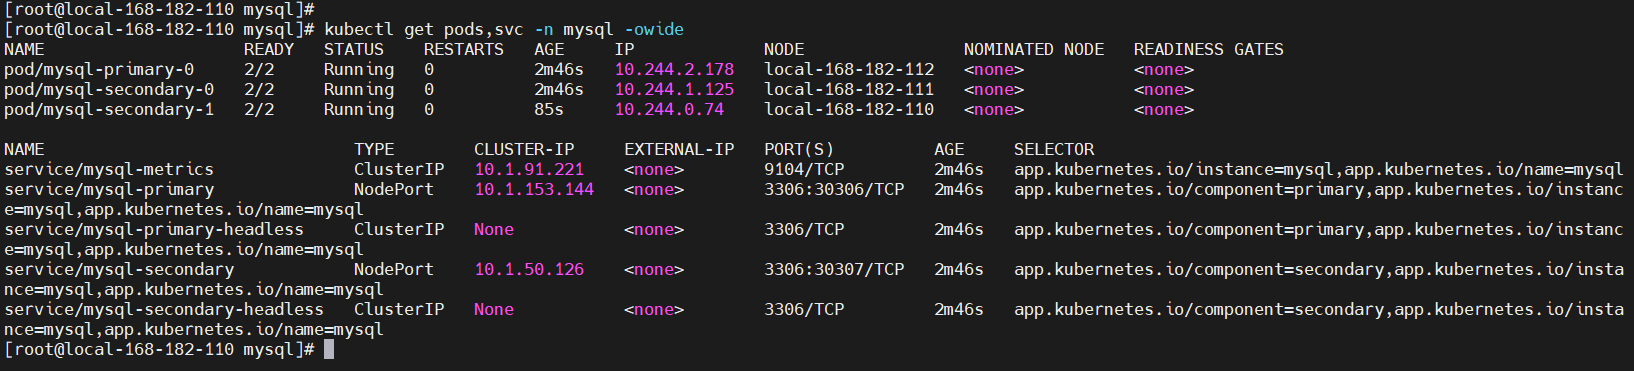 [root@local-168-182-110 mysql]#
[root@local-168-182-110 mysql]# kubectl get pods,svc -n mysql -owide
NAME                    READY   STATUS    RESTARTS   AGE     IP             NODE                NOMINATED NODE   READINESS GATES
pod/mysql-primary-0     2/2     Running   0          2m46s   10.244.2.178   local-168-182-112   <none>           <none>
pod/mysql-secondary-0   2/2     Running   0          2m46s   10.244.1.125   local-168-182-111   <none>           <none>
pod/mysql-secondary-1   2/2     Running   0          85s     10.244.0.74    local-168-182-110   <none>           <none>

NAME                               TYPE        CLUSTER-IP     EXTERNAL-IP   PORT(S)          AGE     SELECTOR
service/mysql-metrics              ClusterIP   10.1.91.221    <none>        9104/TCP         2m46s   app.kubernetes.io/instance=mysql,app.kubernetes.io/name=mysql
service/mysql-primary              NodePort    10.1.153.144   <none>        3306:30306/TCP   2m46s   app.kubernetes.io/component=primary,app.kubernetes.io/instanc
e=mysql,app.kubernetes.io/name=mysql
service/mysql-primary-headless     ClusterIP   None           <none>        3306/TCP         2m46s   app.kubernetes.io/component=primary,app.kubernetes.io/instanc
e=mysql,app.kubernetes.io/name=mysql
service/mysql-secondary            NodePort    10.1.50.126    <none>        3306:30307/TCP   2m46s   app.kubernetes.io/component=secondary,app.kubernetes.io/insta
nce=mysql,app.kubernetes.io/name=mysql
service/mysql-secondary-headless   ClusterIP   None           <none>        3306/TCP         2m46s   app.kubernetes.io/component=secondary,app.kubernetes.io/insta
nce=mysql,app.kubernetes.io/name=mysql
[root@local-168-182-110 mysql]#